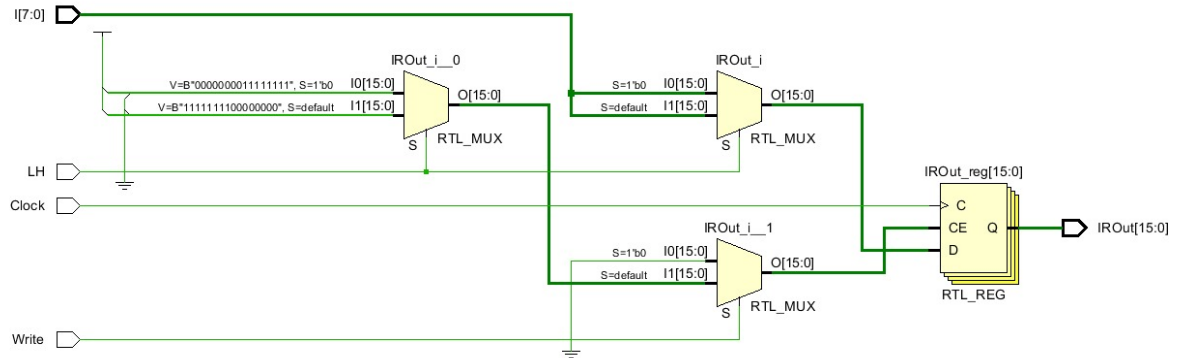 I[7:0]
IROut_i__0
IROut_i
V=B"0000000011111111", S=1'b0
I0[15:0]
V=B"1111111100000000", S=default
I1[15:0]
O[15:0]
S
RTL_MUX
S=1'b0
I0[15:0]
S=default
I1[15:0]
O[15:0]
S
RTL_MUX
LH
IROut_reg[15:0]
Clock
C
CE
Q
D
IROut[15:0]
RTL_REG
IROut_i__1
S=1'b0
I0[15:0]
S=default
I1[15:0]
O[15:0]
S
RTL_MUX
Write